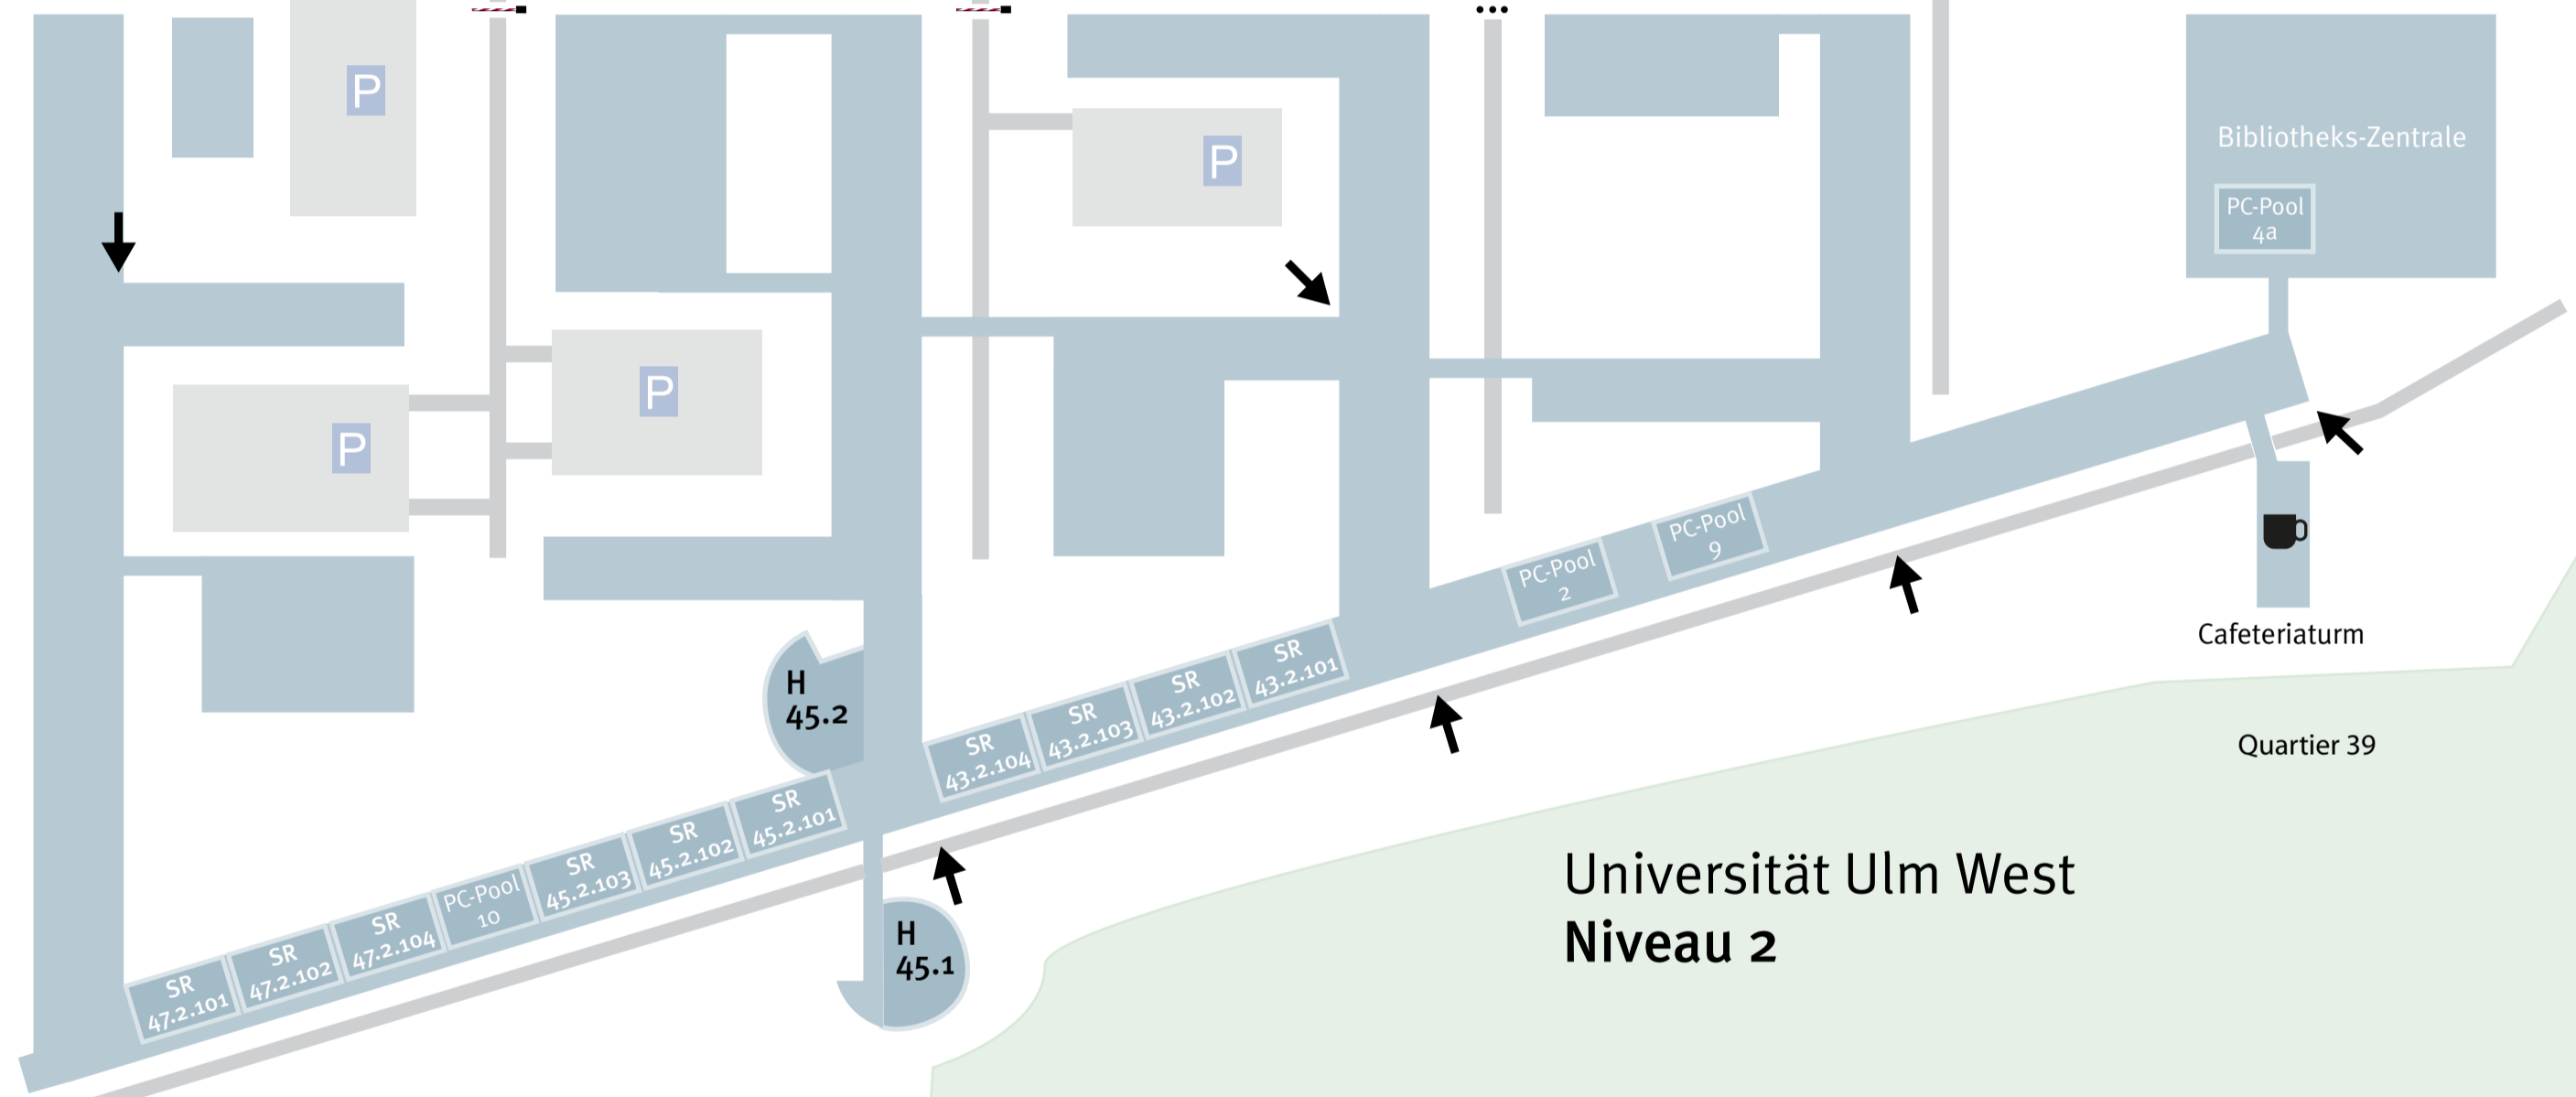 P
P
Bibliotheks-Zentrale
PC-Pool
4a
P
P
PC-Pool
9
PC-Pool
2
Cafeteriaturm
SR
43.2.101
SR
43.2.102
SR
43.2.103
SR
43.2.104
H
45.2
Quartier 39
SR
45.2.101
SR
45.2.102
SR
45.2.103
PC-Pool
10
SR
47.2.104
SR
47.2.102
SR
47.2.101
H
45.1
Universität Ulm West
Niveau 2